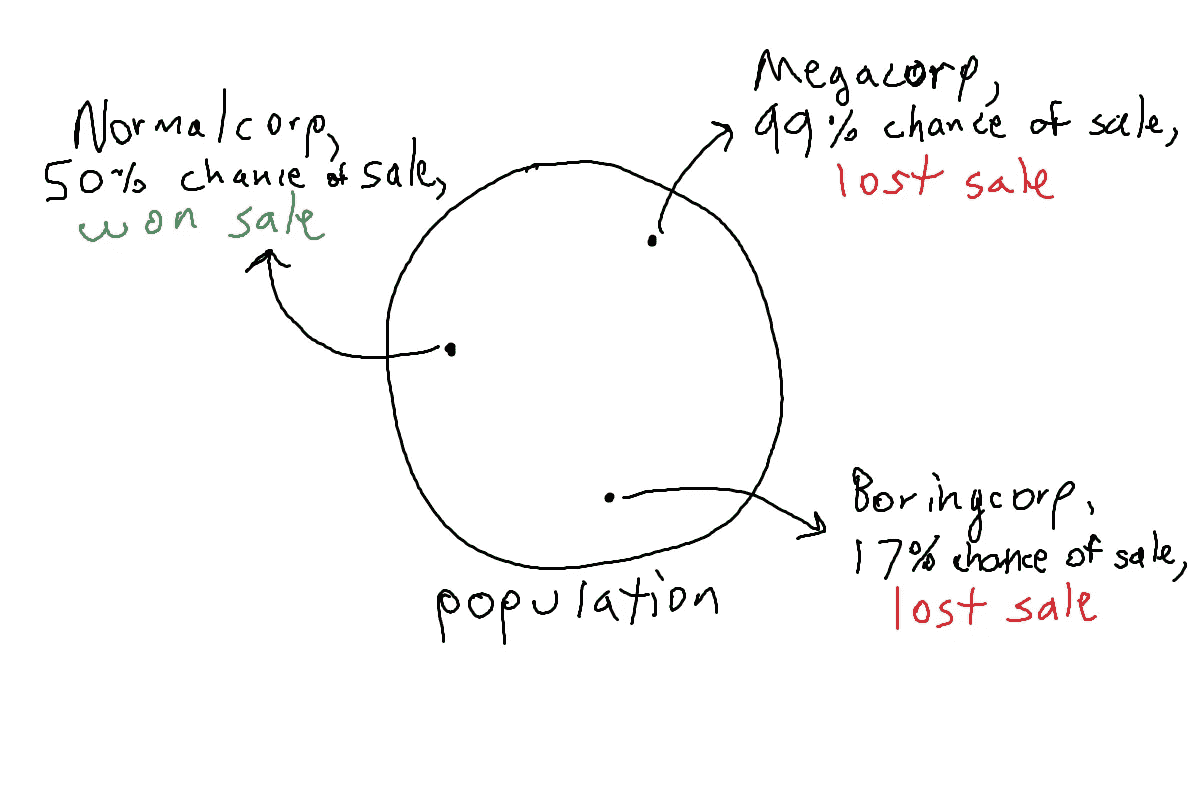 Normalcorp,
50% chance of sale,
won sale
Megacorp,
99% chance of sale,
lost sale
Boringcorp,
17% chance of sale,
lost sale
population